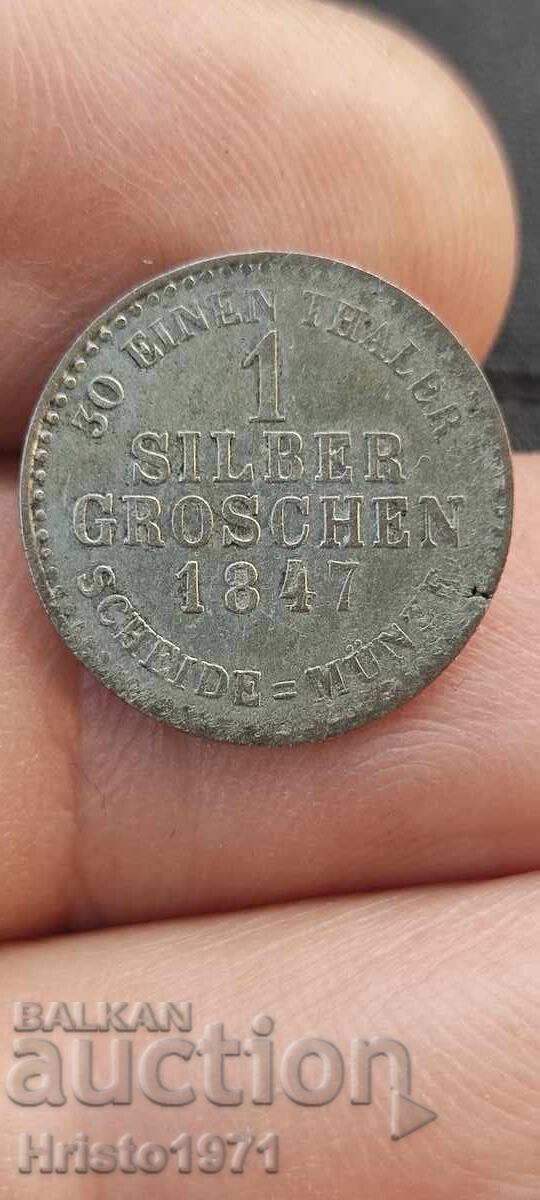 30 EINEN THALER
1
SILBER
GROSCHEN
1847
SCHEIDE = MÜNZE
BALKAN
auction
Hristo1971